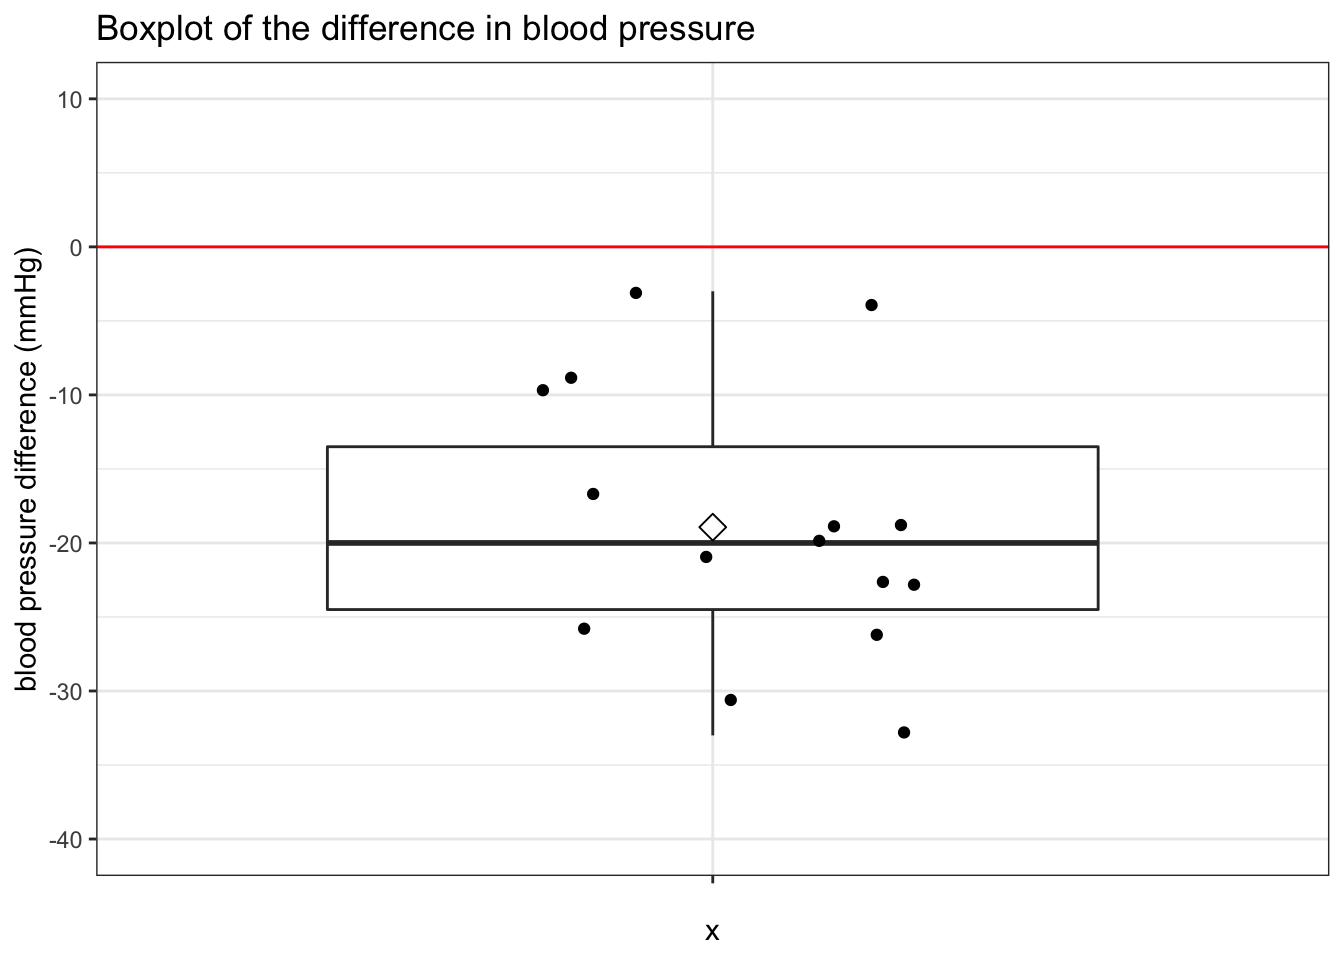 Boxplot of the difference in blood pressure
blood pressure difference (mmHg)
10
0
-10
-20
-30
-40
x